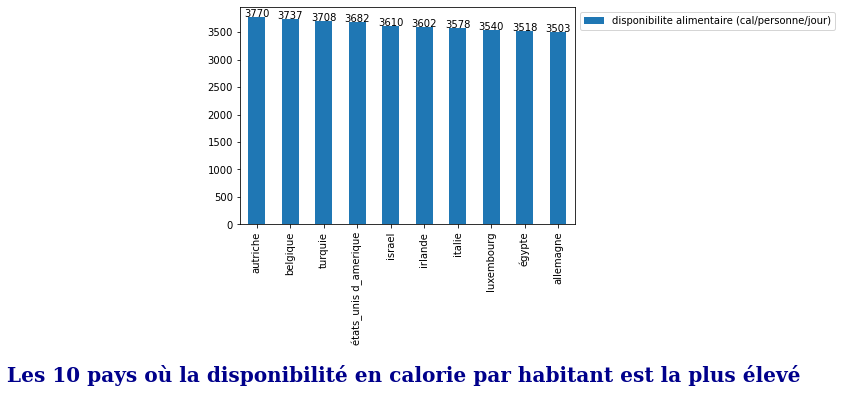 3770 3737 3708 3682 3610 3602 3578 3540 3518 3503
disponibilite alimentaire (cal/personne/jour)
3500
3000
2500
2000
1500
1000
500
0
autriche
belgique
turquie
états_unis d_amerique
israel
irlande
italie
luxembourg
égypte
allemagne
Les 10 pays où la disponibilité en calorie par habitant est la plus élevé